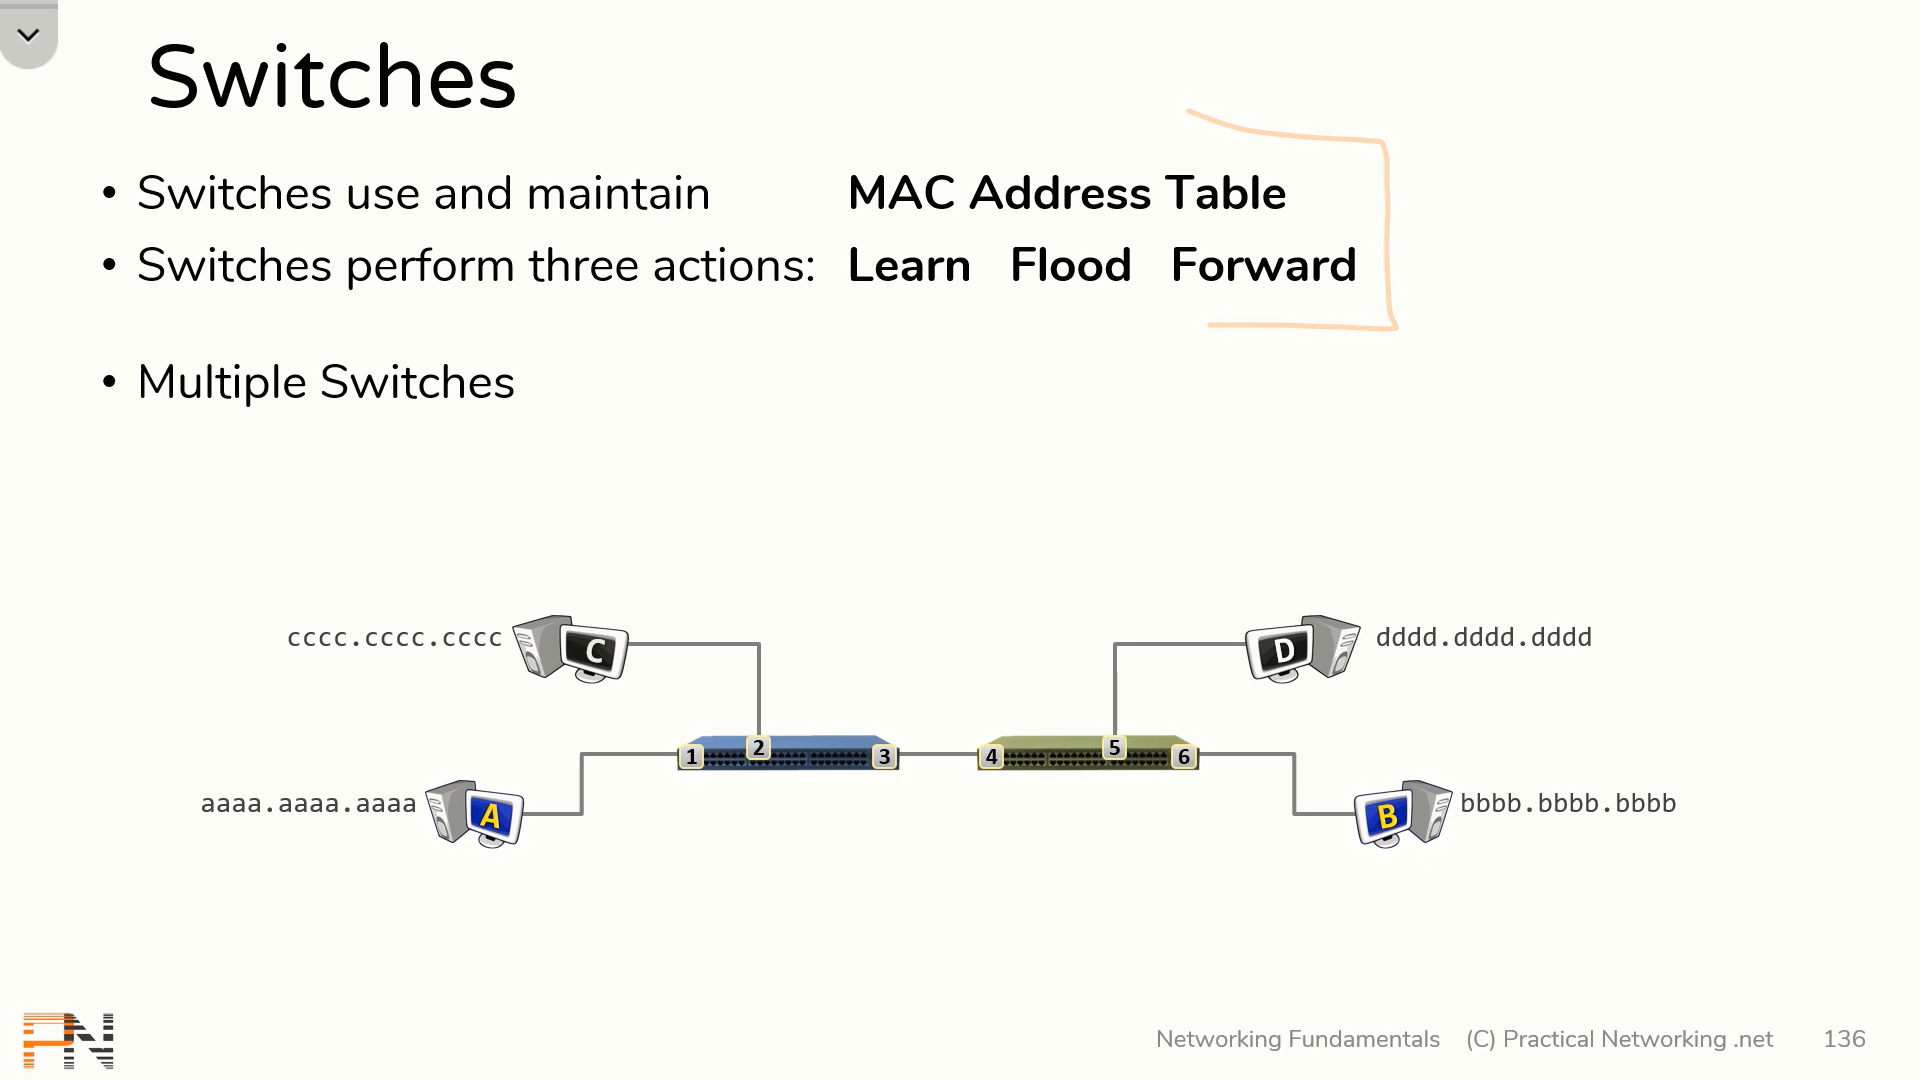 Switches
• Switches use and maintain MAC Address Table
• Switches perform three actions: Learn Flood Forward
• Multiple Switches
cccc.cccc.cccc C D dddd.dddd.dddd
1 2 3 4 5 6
aaaa.aaaa.aaaa A B bbbb.bbbb.bbbb
PN Networking Fundamentals (C) Practical Networking .net 136